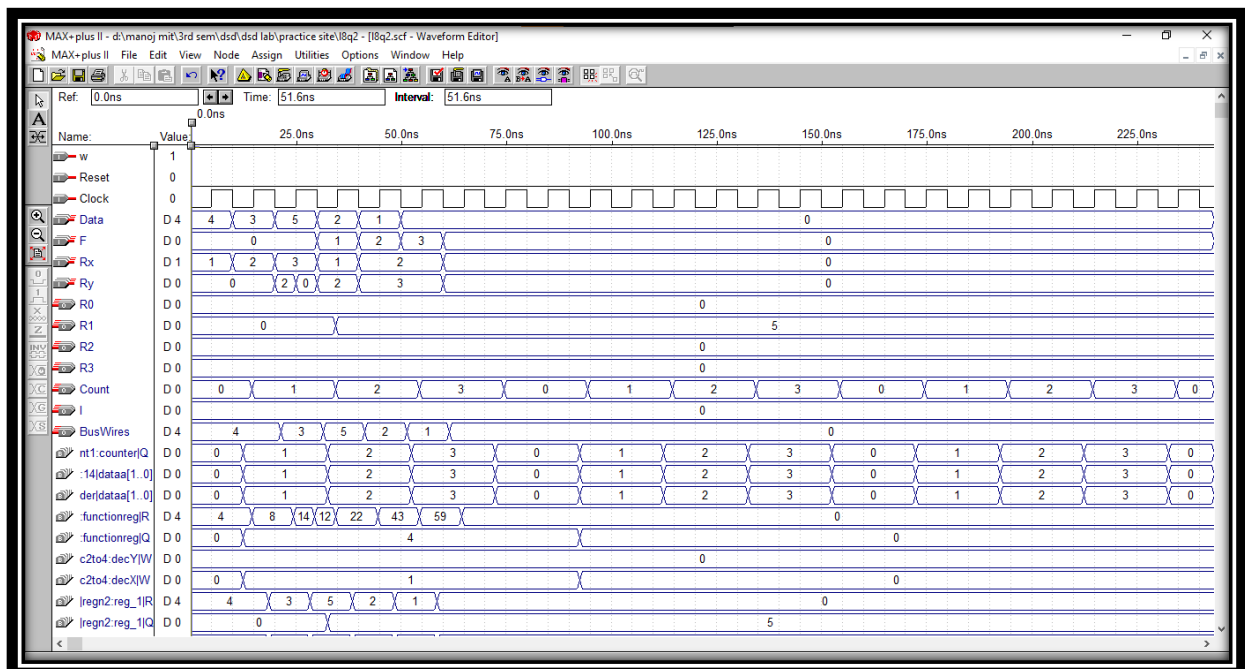 MAX+plus II - d:\manoj mit\3rd sem\dsd\dsd lab\practice site\l8q2 - [l8q2.scf - Waveform Editor]
MAX+plus II File Edit View Node Assign Utilities Options Window Help
Ref: 0.0ns Time: 51.6ns Interval: 51.6ns
0.0ns
Name: Value: 25.0ns 50.0ns 75.0ns 100.0ns 125.0ns 150.0ns 175.0ns 200.0ns 225.0ns
w 1
Reset 0
Clock 0
Data D 4 4 3 5 2 1 0
F D 0 0 1 2 3 0
Rx D 1 1 2 3 1 2 0
Ry D 0 0 2 0 2 3 0
R0 D 0 0
R1 D 0 0 5
R2 D 0 0
R3 D 0 0
Count D 0 0 1 2 3 0 1 2 3 0 1 2 3 0
I D 0 0
BusWires D 4 4 3 5 2 1 0
nt1:counter|Q D 0 0 1 2 3 0 1 2 3 0 1 2 3 0
:14|dataa[1..0] D 0 0 1 2 3 0 1 2 3 0 1 2 3 0
der|dataa[1..0] D 0 0 1 2 3 0 1 2 3 0 1 2 3 0
:functionreg|R D 4 4 8 14 12 22 43 59 0
:functionreg|Q D 0 0 4 0
c2to4:decY|W D 0 0
c2to4:decX|W D 0 0 1 0
|regn2:reg_1|R D 4 4 3 5 2 1 0
|regn2:reg_1|Q D 0 0 5